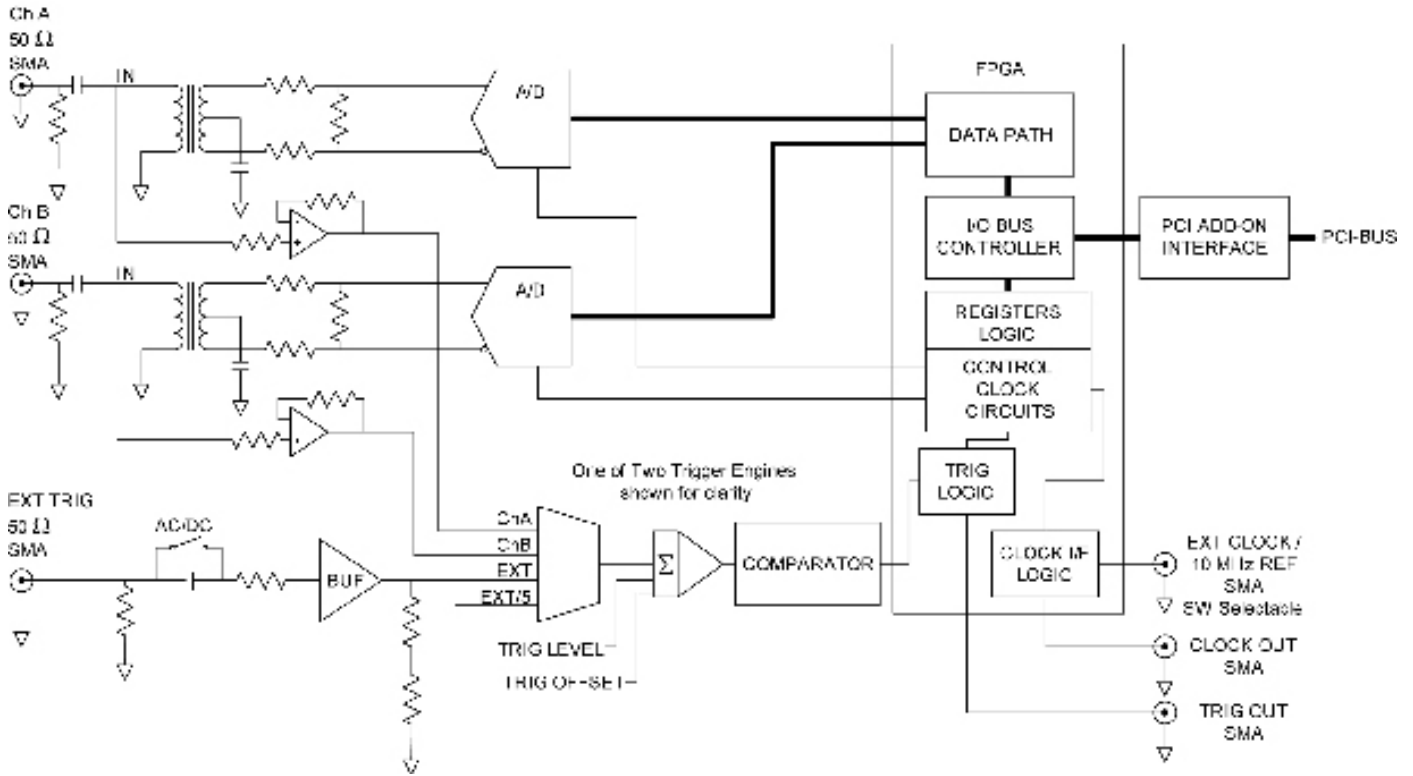 Ch A
50 Ω
SMA
IN
A/D
FPGA
DATA PATH
Ch B
50 Ω
SMA
IN
A/D
I/O BUS
CONTROLLER
PCI ADD-ON
INTERFACE
PCI-BUS
REGISTERS
LOGIC
CONTROL
CLOCK
CIRCUITS
One of Two Trigger Engines
shown for clarity
TRIG
LOGIC
EXT TRIG
50 Ω
SMA
AC/DC
BUF
ChA
ChB
EXT
EXT/5
Σ
COMPARATOR
CLOCK I/F
LOGIC
EXT CLOCK /
10 MHz REF
SMA
SW Selectable
TRIG LEVEL
TRIG OFFSET
CLOCK OUT
SMA
TRIG OUT
SMA